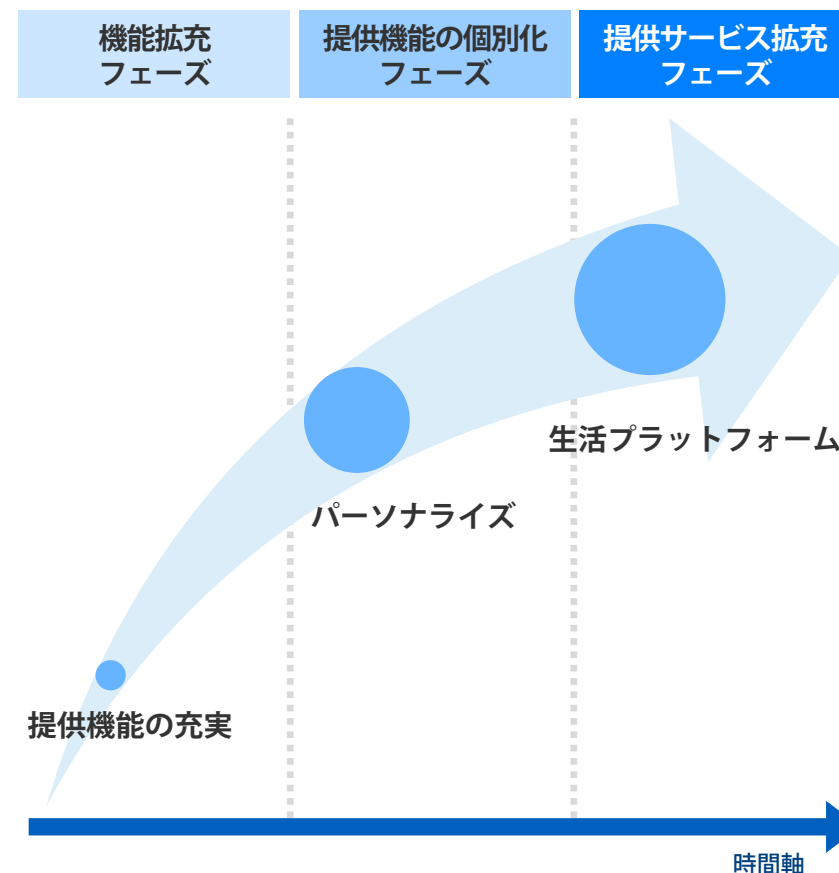 機能拡充
フェーズ
提供機能の個別化
フェーズ
提供サービス拡充
フェーズ
生活プラットフォーム
パーソナライズ
提供機能の充実
時間軸